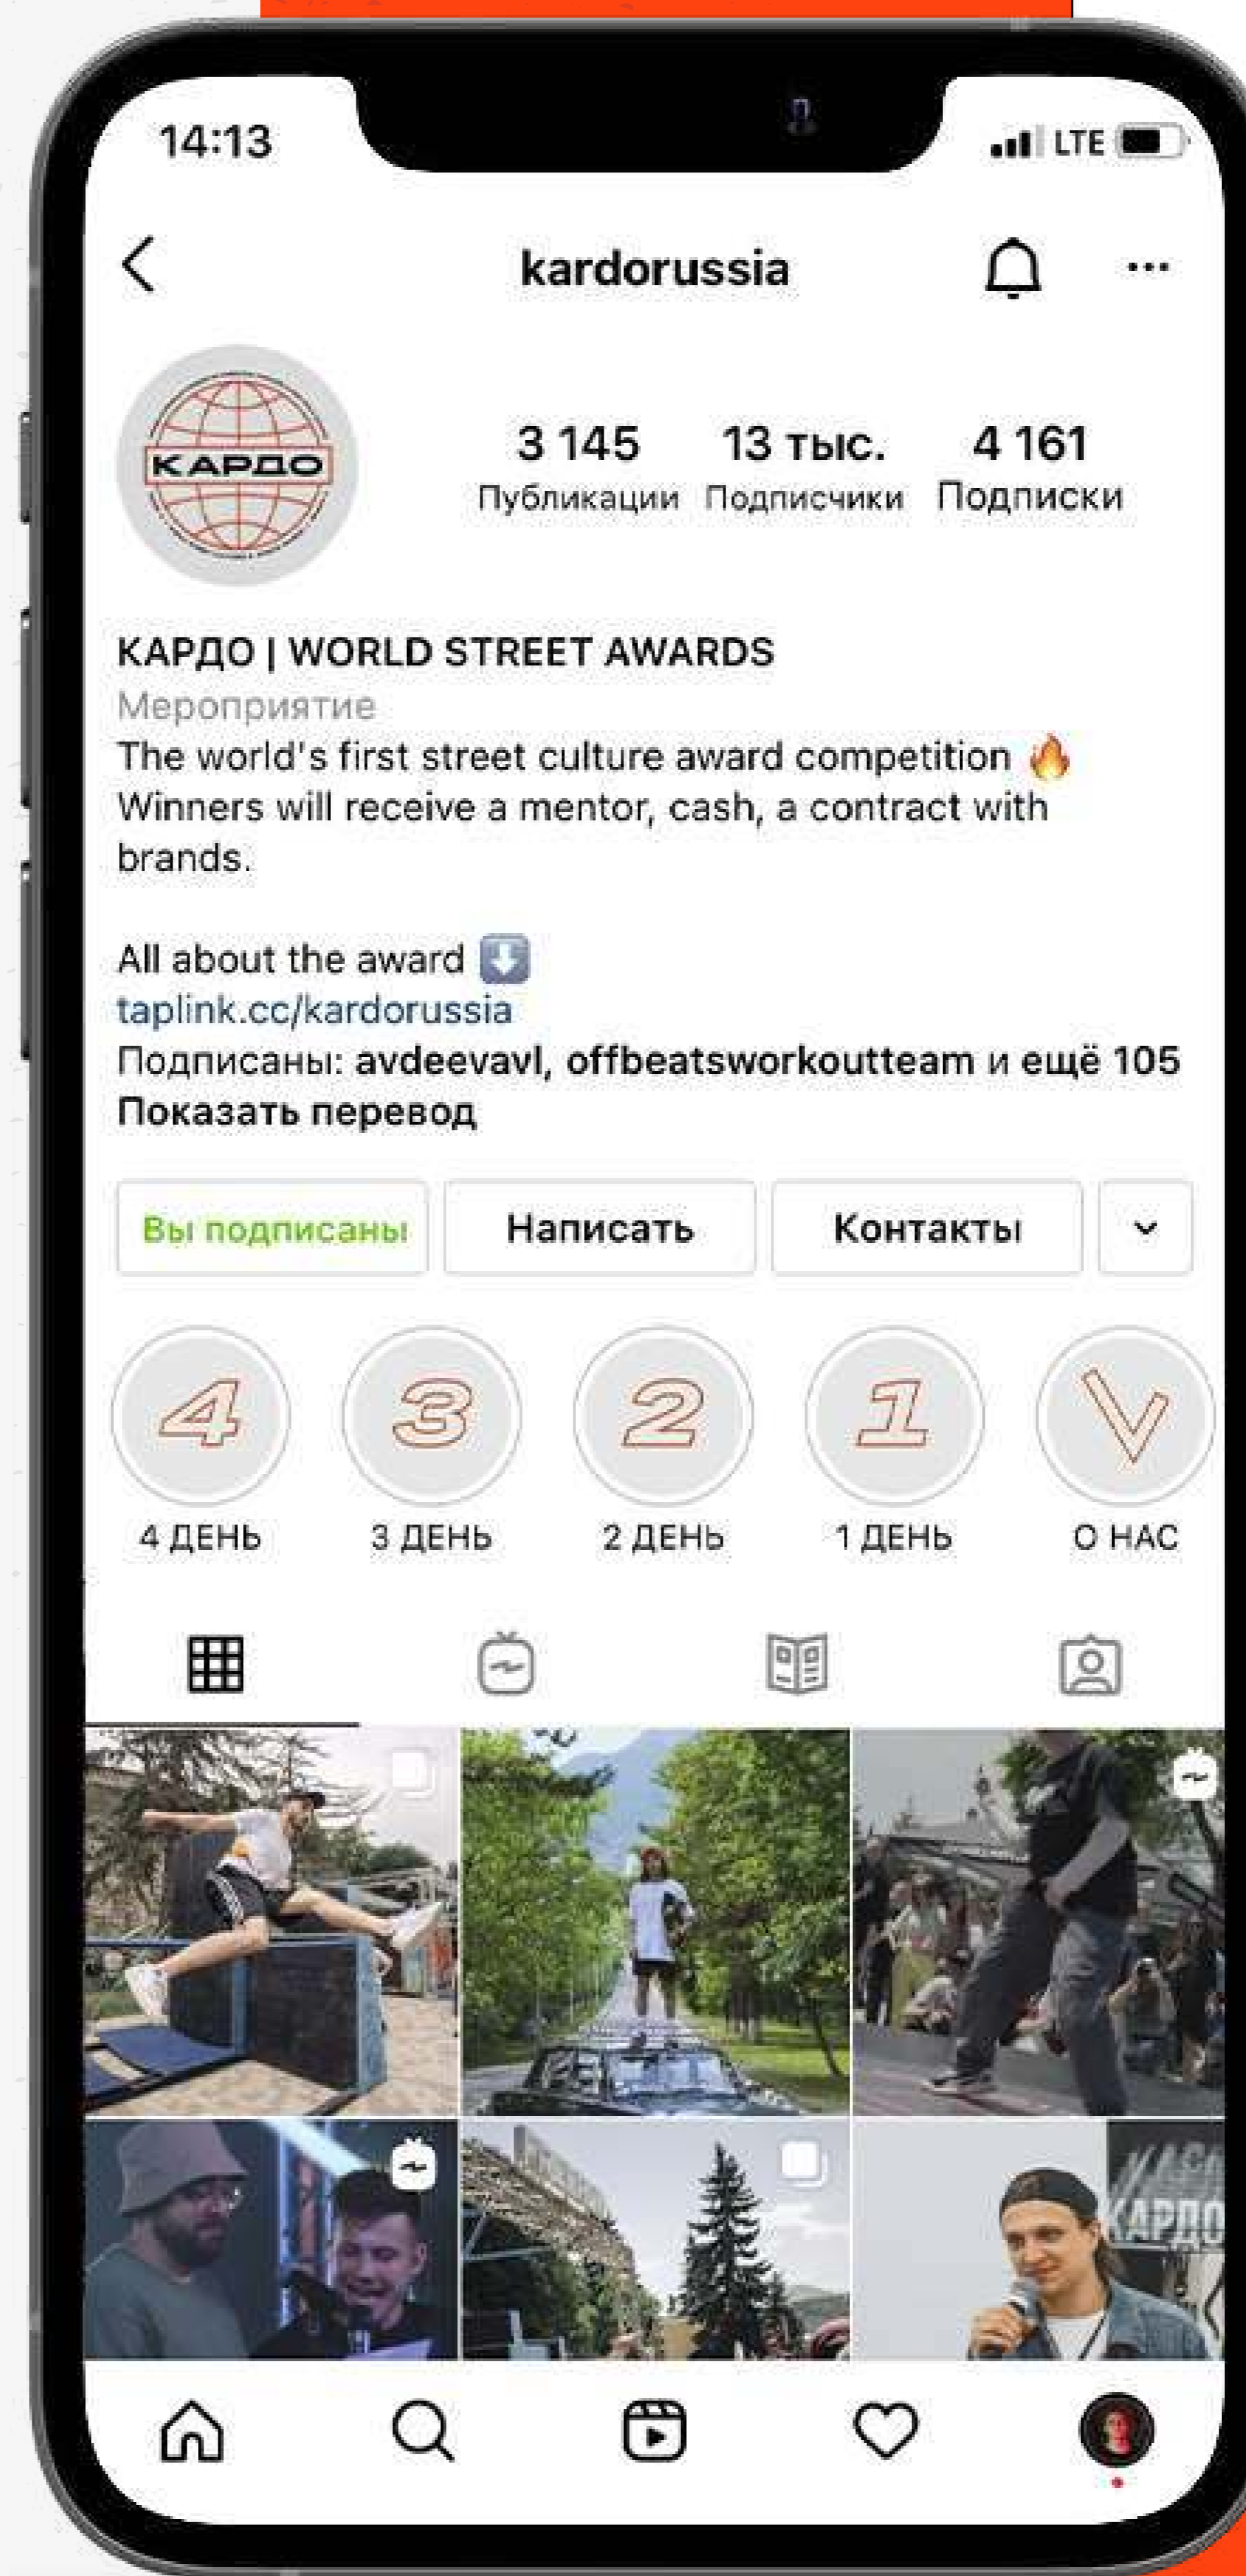 14:13
LTE
kardorussia
КАРДО
3 145 13 тыс. 4 161
Публикации Подписчики Подписки
КАРДО | WORLD STREET AWARDS
Мероприятие
The world's first street culture award competition 🔥
Winners will receive a mentor, cash, a contract with
brands.
All about the award ⬇️
taplink.cc/kardorussia
Подписаны: avdeevavl, offbeatsworkoutteam и ещё 105
Показать перевод
Вы подписаны Написать Контакты
4 3 2 1
4 ДЕНЬ 3 ДЕНЬ 2 ДЕНЬ 1 ДЕНЬ О НАС
КАРДО